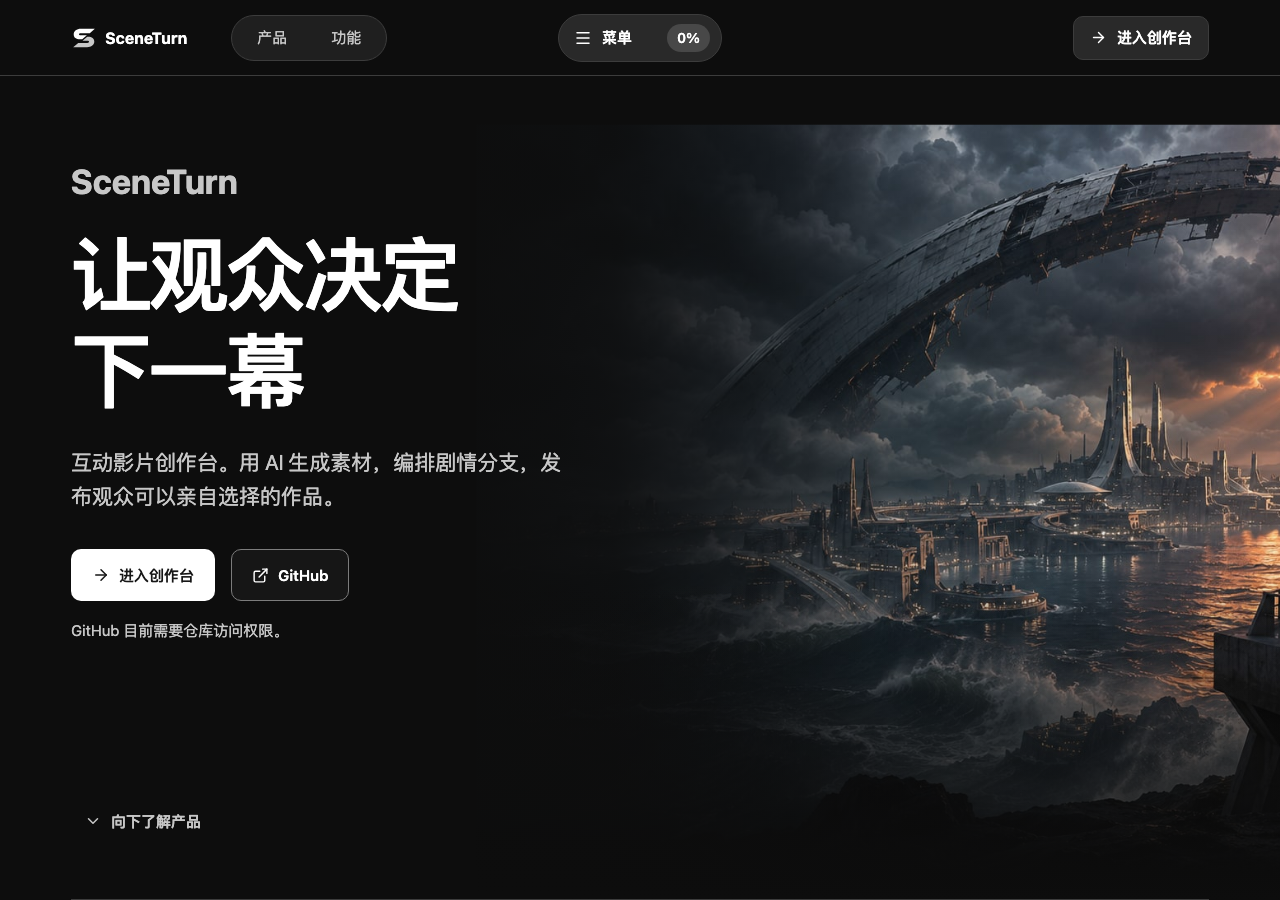 SceneTurn
产品
功能
菜单
0%
进入创作台
SceneTurn
让观众决定
下一幕
互动影片创作台。用 AI 生成素材，编排剧情分支，发
布观众可以亲自选择的作品。
进入创作台
GitHub
GitHub 目前需要仓库访问权限。
向下了解产品